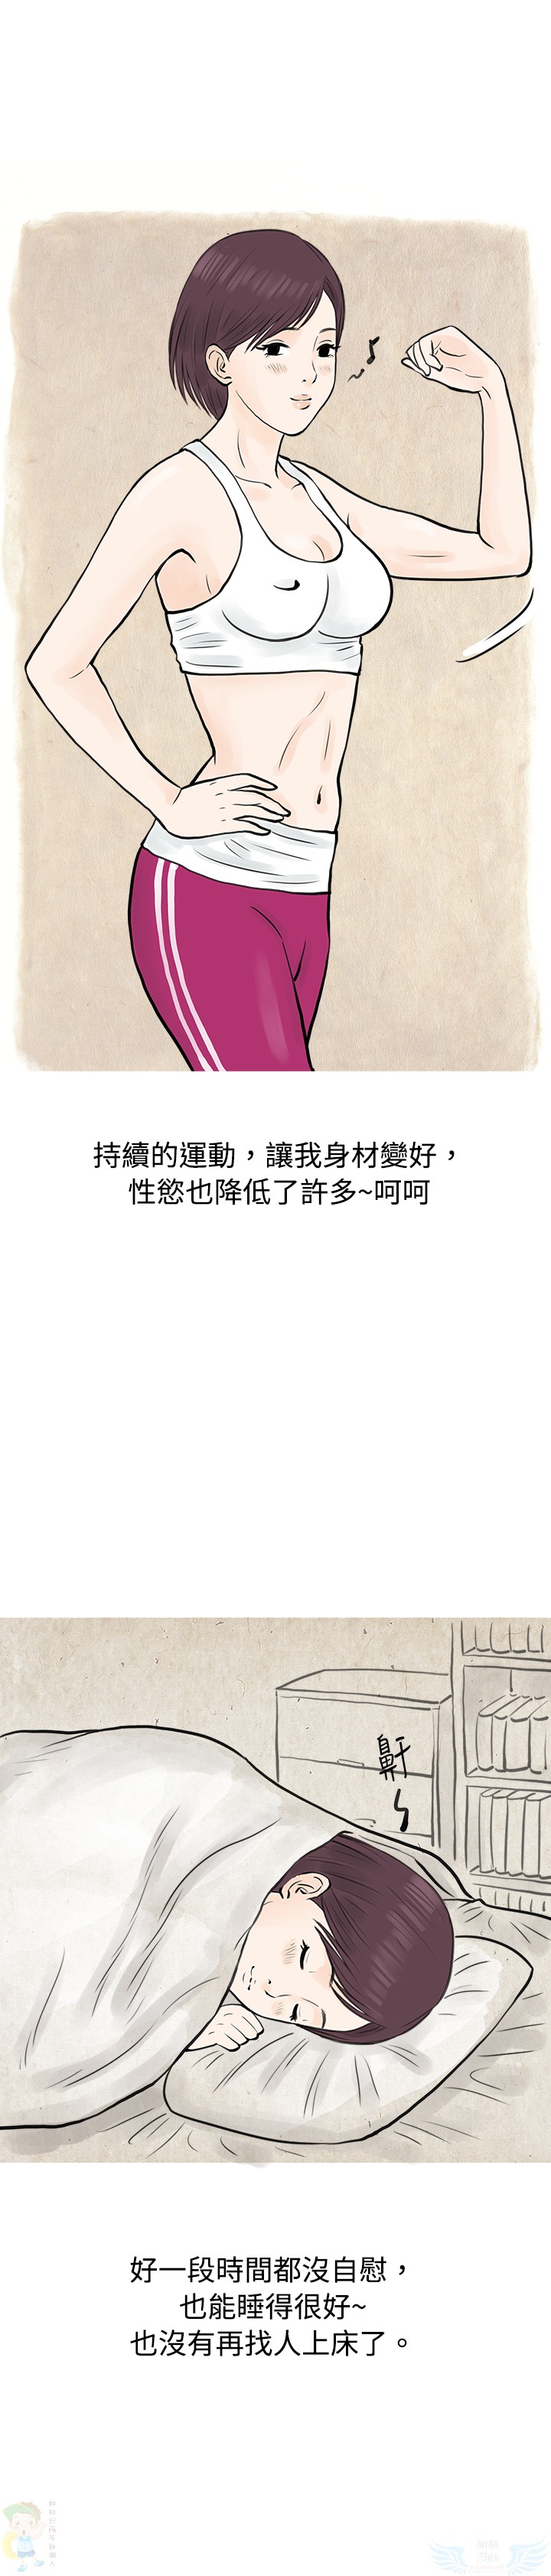 持續的運動，讓我身材變好，
性慾也降低了許多~呵呵
鼾
好一段時間都沒自慰，
也能睡得很好~
也沒有再找人上床了。